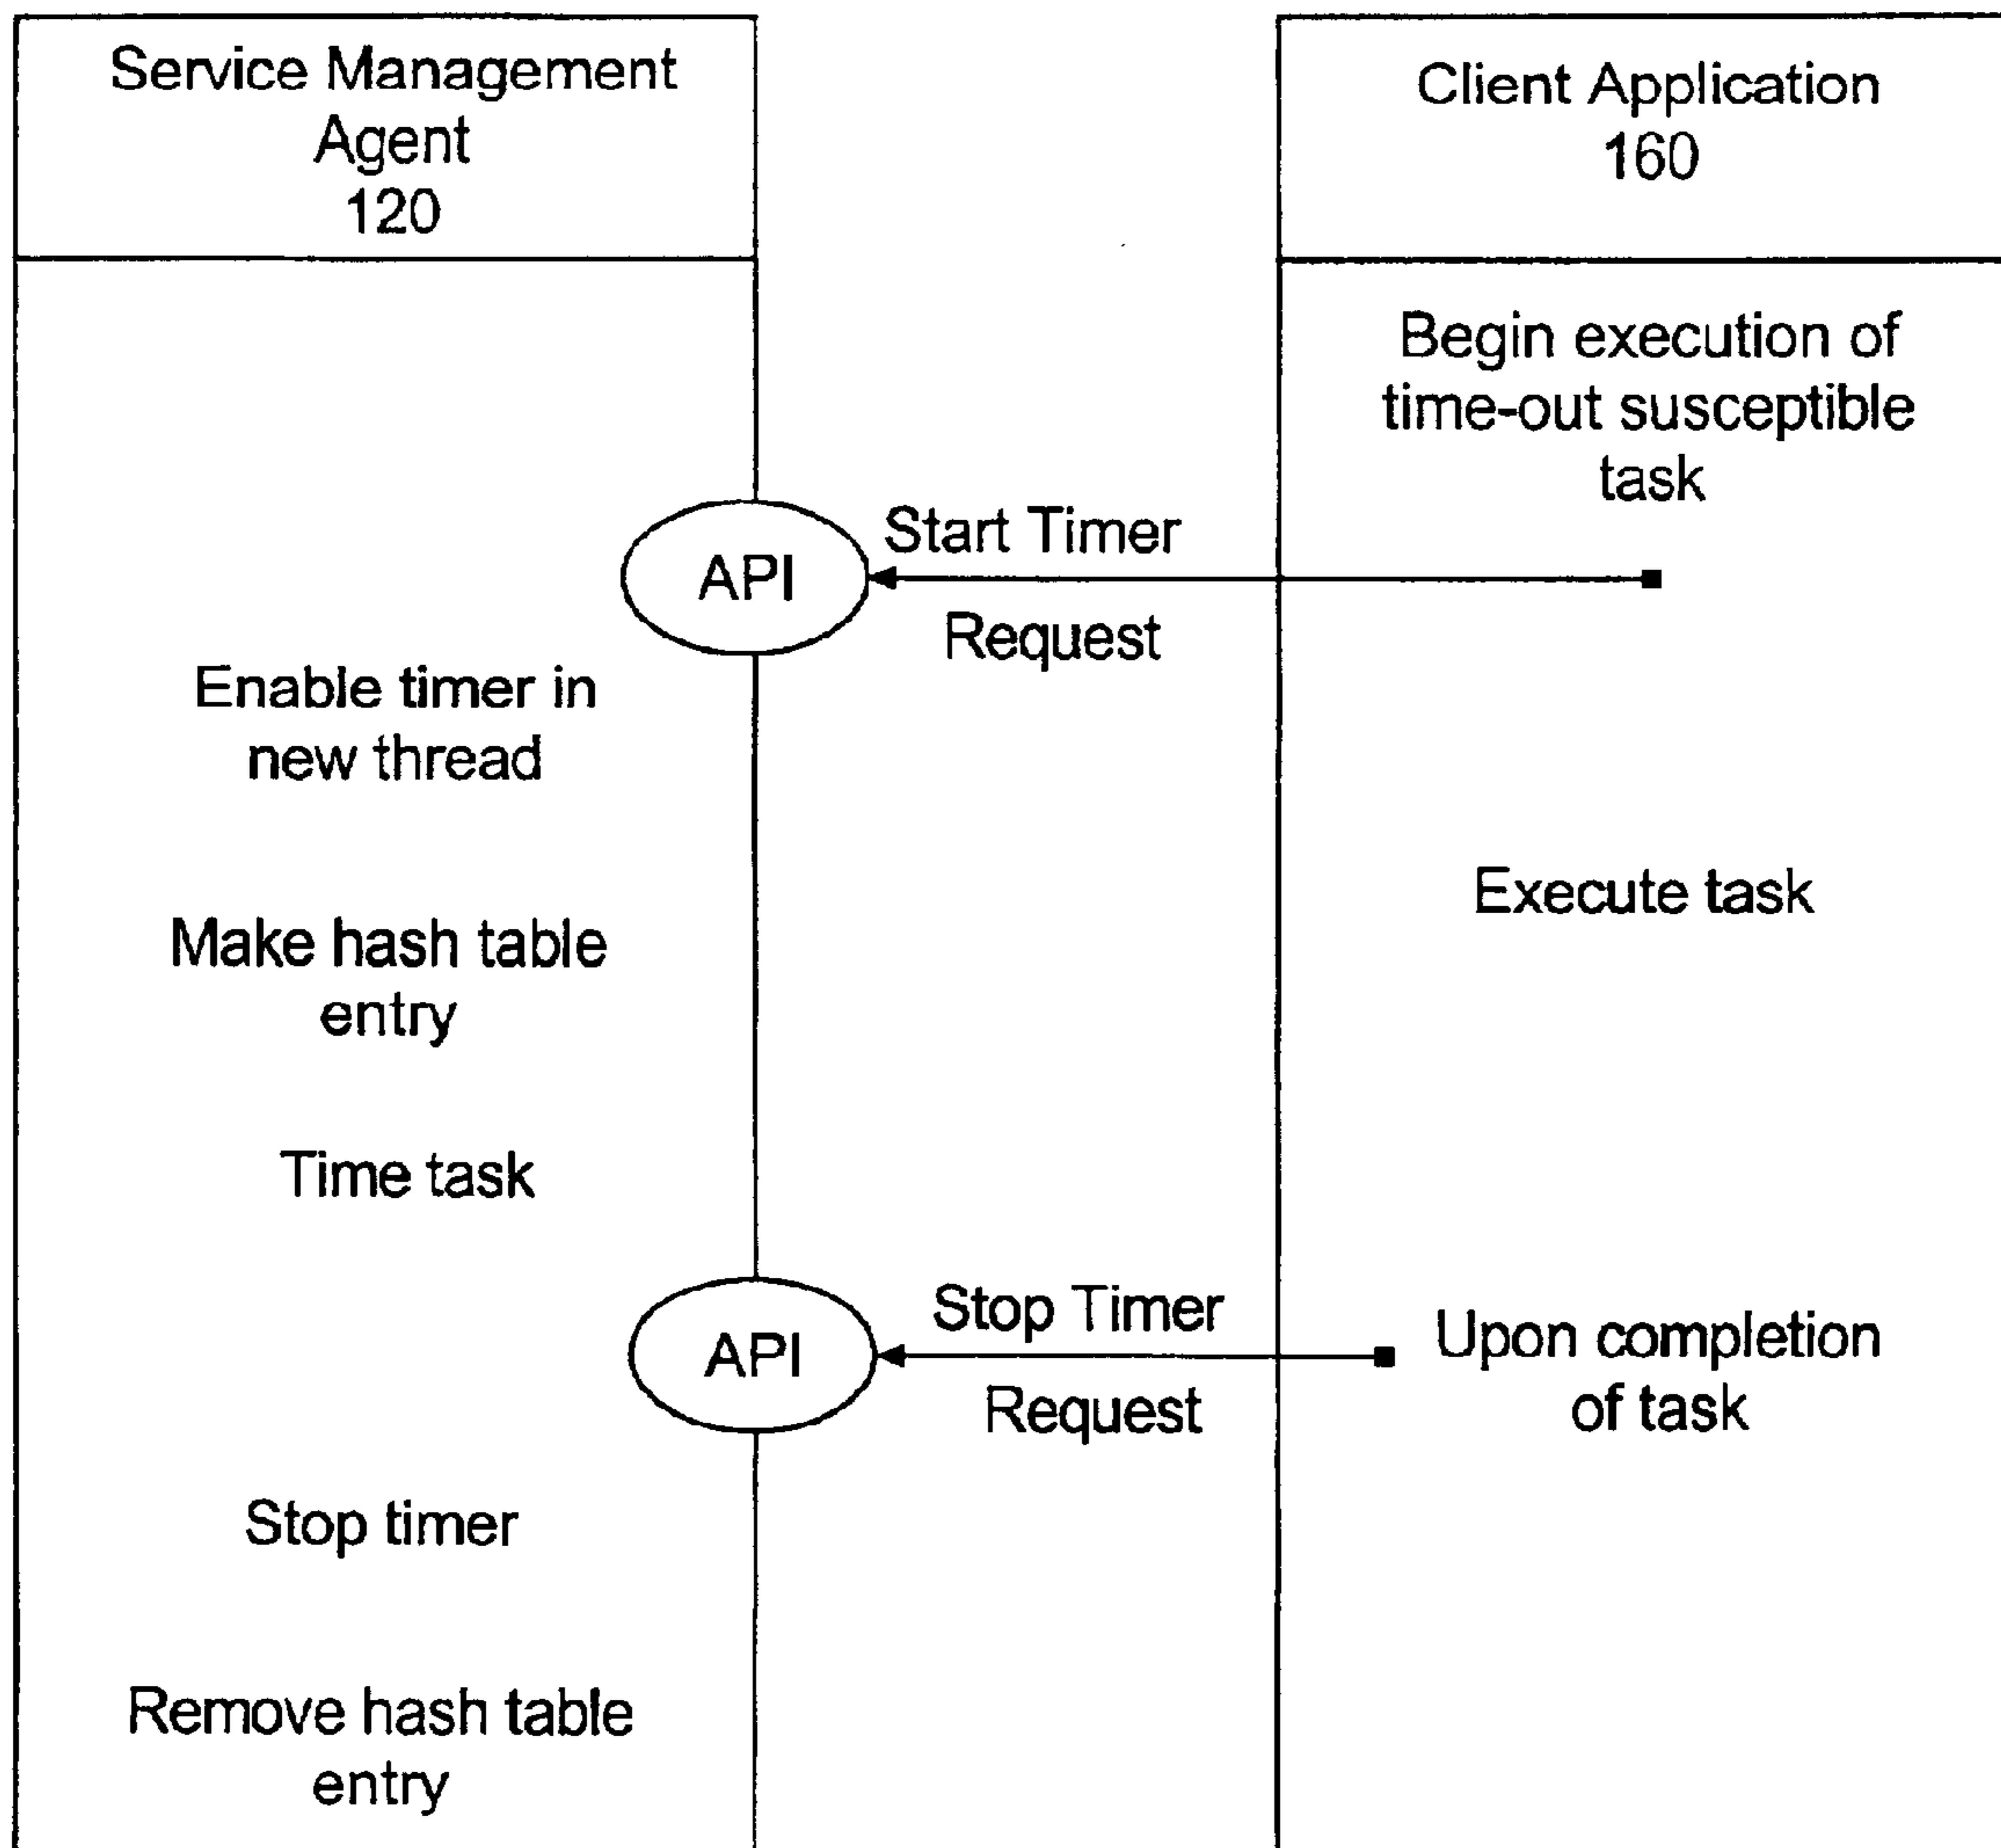 Service Management
Agent
120
Client Application
160
Begin execution of
time-out susceptible
task
Start Timer
API
Request
Enable timer in
new thread
Execute task
Make hash table
entry
Time task
Stop Timer
API
Request
Upon completion
of task
Stop timer
Remove hash table
entry